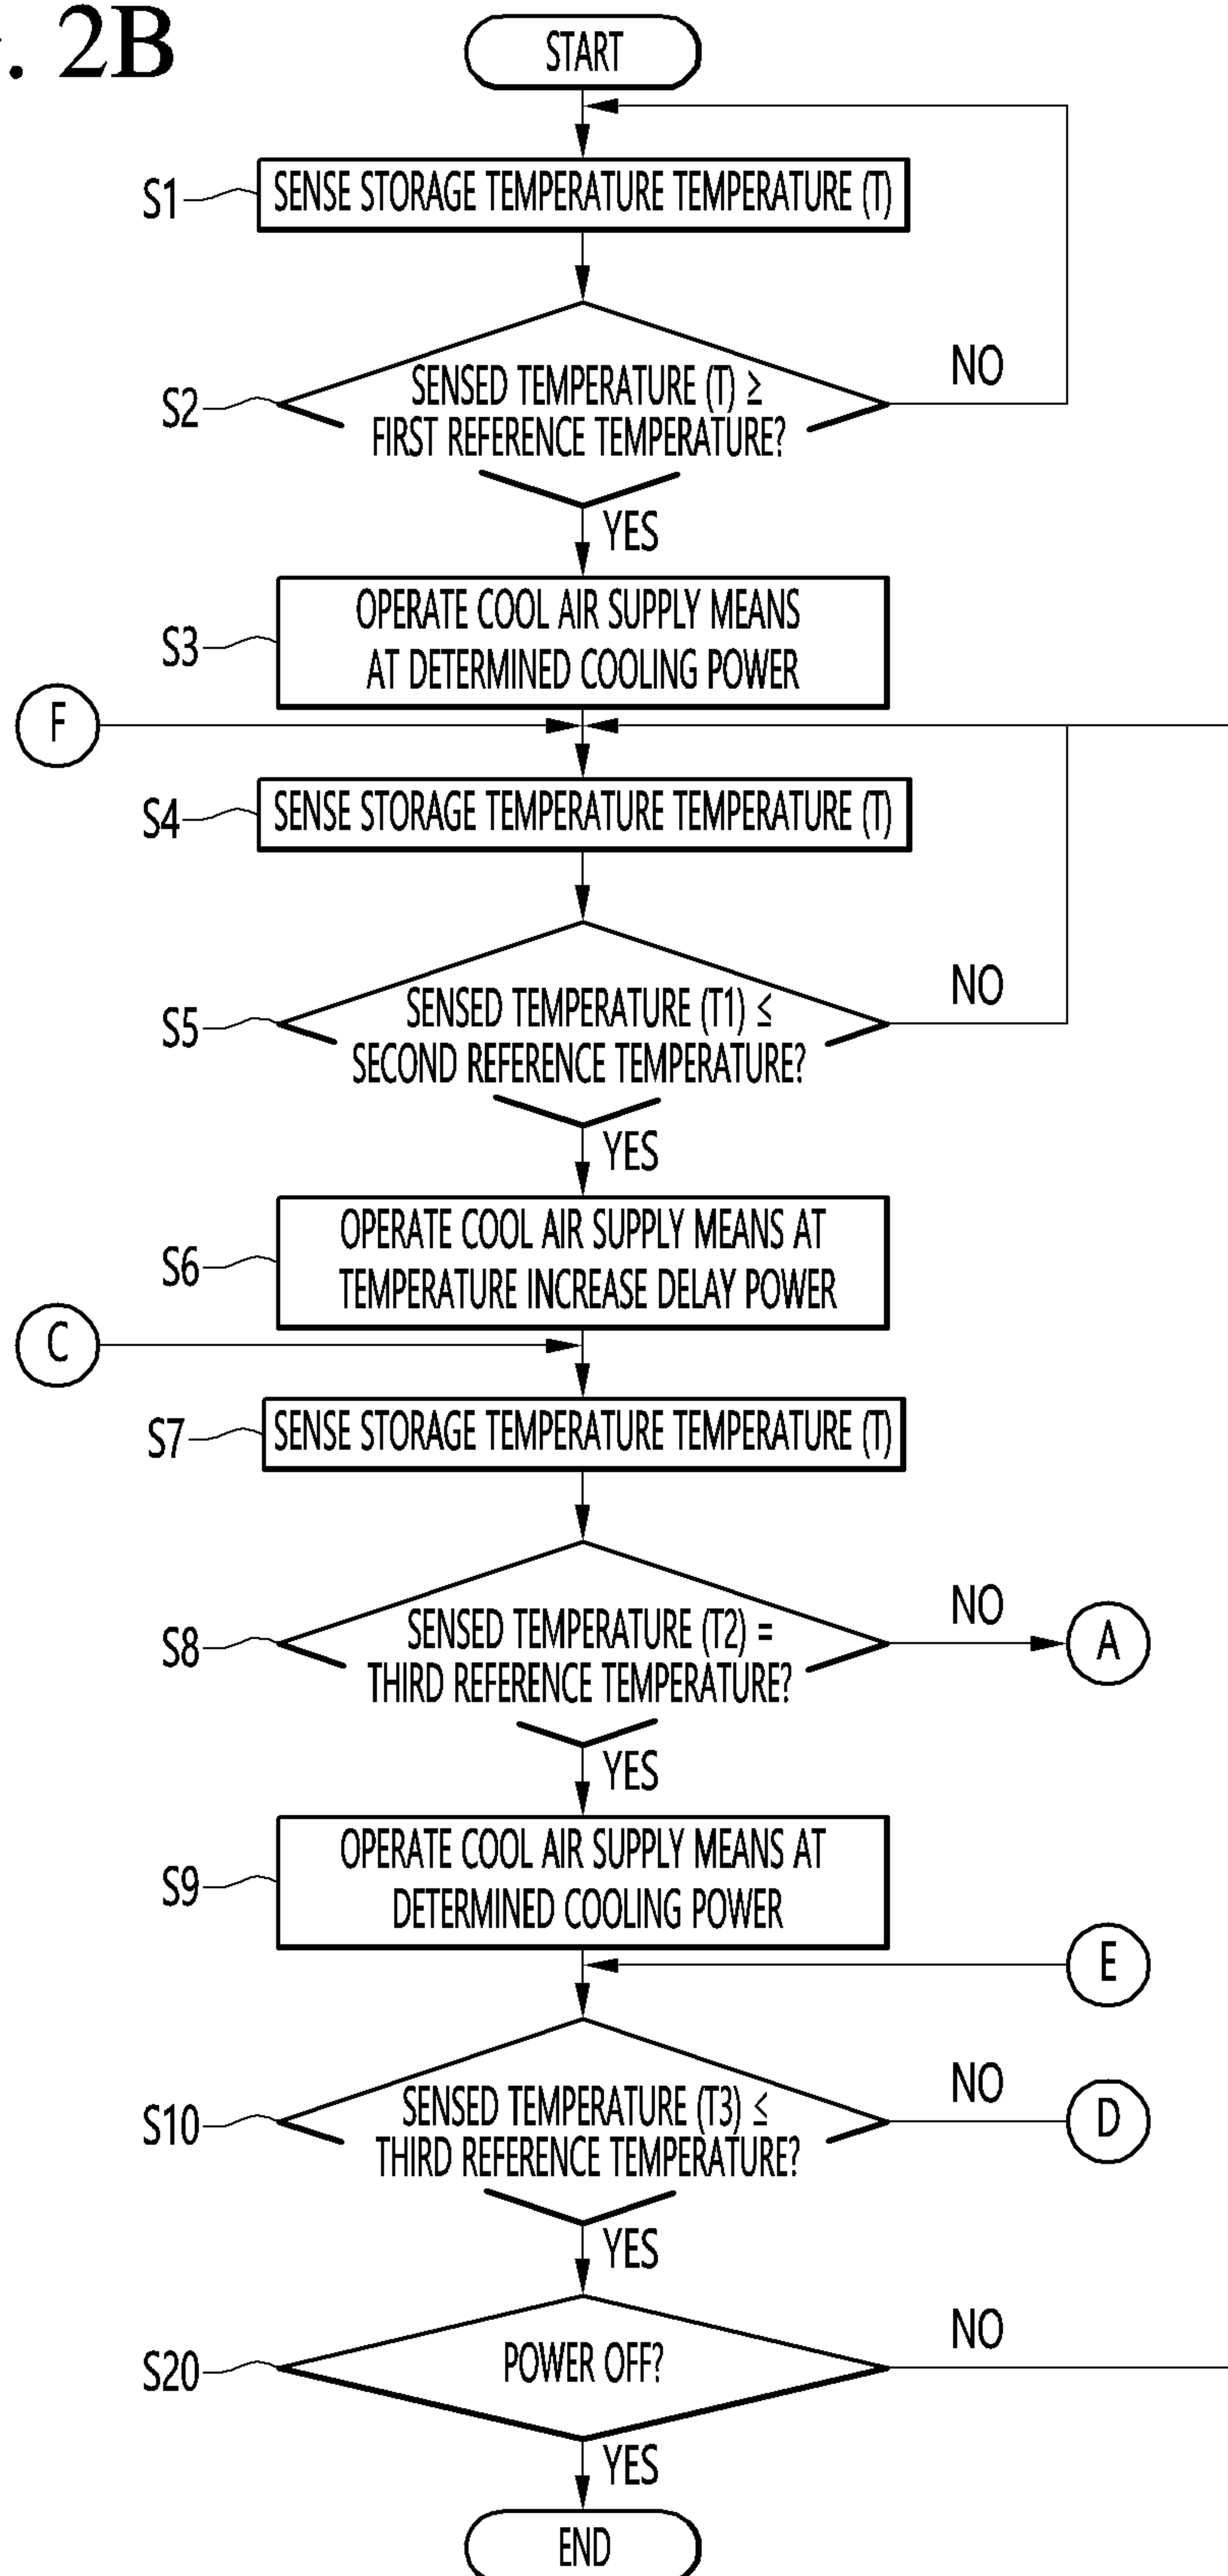 . 2B
START
S1
SENSE STORAGE TEMPERATURE TEMPERATURE (T)
S2
SENSED TEMPERATURE (T) ≥
FIRST REFERENCE TEMPERATURE?
NO
YES
S3
OPERATE COOL AIR SUPPLY MEANS
AT DETERMINED COOLING POWER
F
S4
SENSE STORAGE TEMPERATURE TEMPERATURE (T)
S5
SENSED TEMPERATURE (T1) ≤
SECOND REFERENCE TEMPERATURE?
NO
YES
S6
OPERATE COOL AIR SUPPLY MEANS AT
TEMPERATURE INCREASE DELAY POWER
C
S7
SENSE STORAGE TEMPERATURE TEMPERATURE (T)
S8
SENSED TEMPERATURE (T2) =
THIRD REFERENCE TEMPERATURE?
NO
A
YES
S9
OPERATE COOL AIR SUPPLY MEANS AT
DETERMINED COOLING POWER
E
S10
SENSED TEMPERATURE (T3) ≤
THIRD REFERENCE TEMPERATURE?
NO
D
YES
S20
POWER OFF?
NO
YES
END